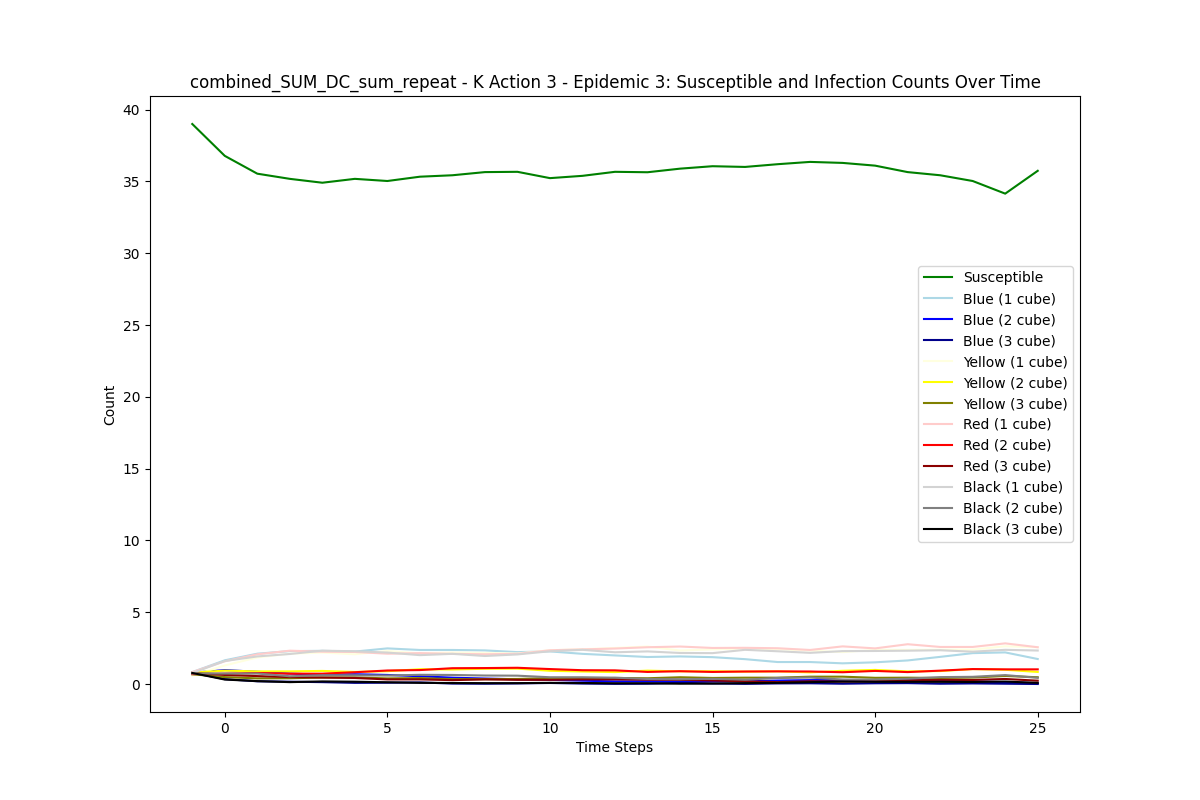 combined_SUM_DC_sum_repeat - K Action 3 - Epidemic 3: Susceptible and Infection Counts Over Time
40
35
30
25
20
15
10
5
0
Count
Susceptible
Blue (1 cube)
Blue (2 cube)
Blue (3 cube)
Yellow (1 cube)
Yellow (2 cube)
Yellow (3 cube)
Red (1 cube)
Red (2 cube)
Red (3 cube)
Black (1 cube)
Black (2 cube)
Black (3 cube)
0 5 10 15 20 25
Time Steps